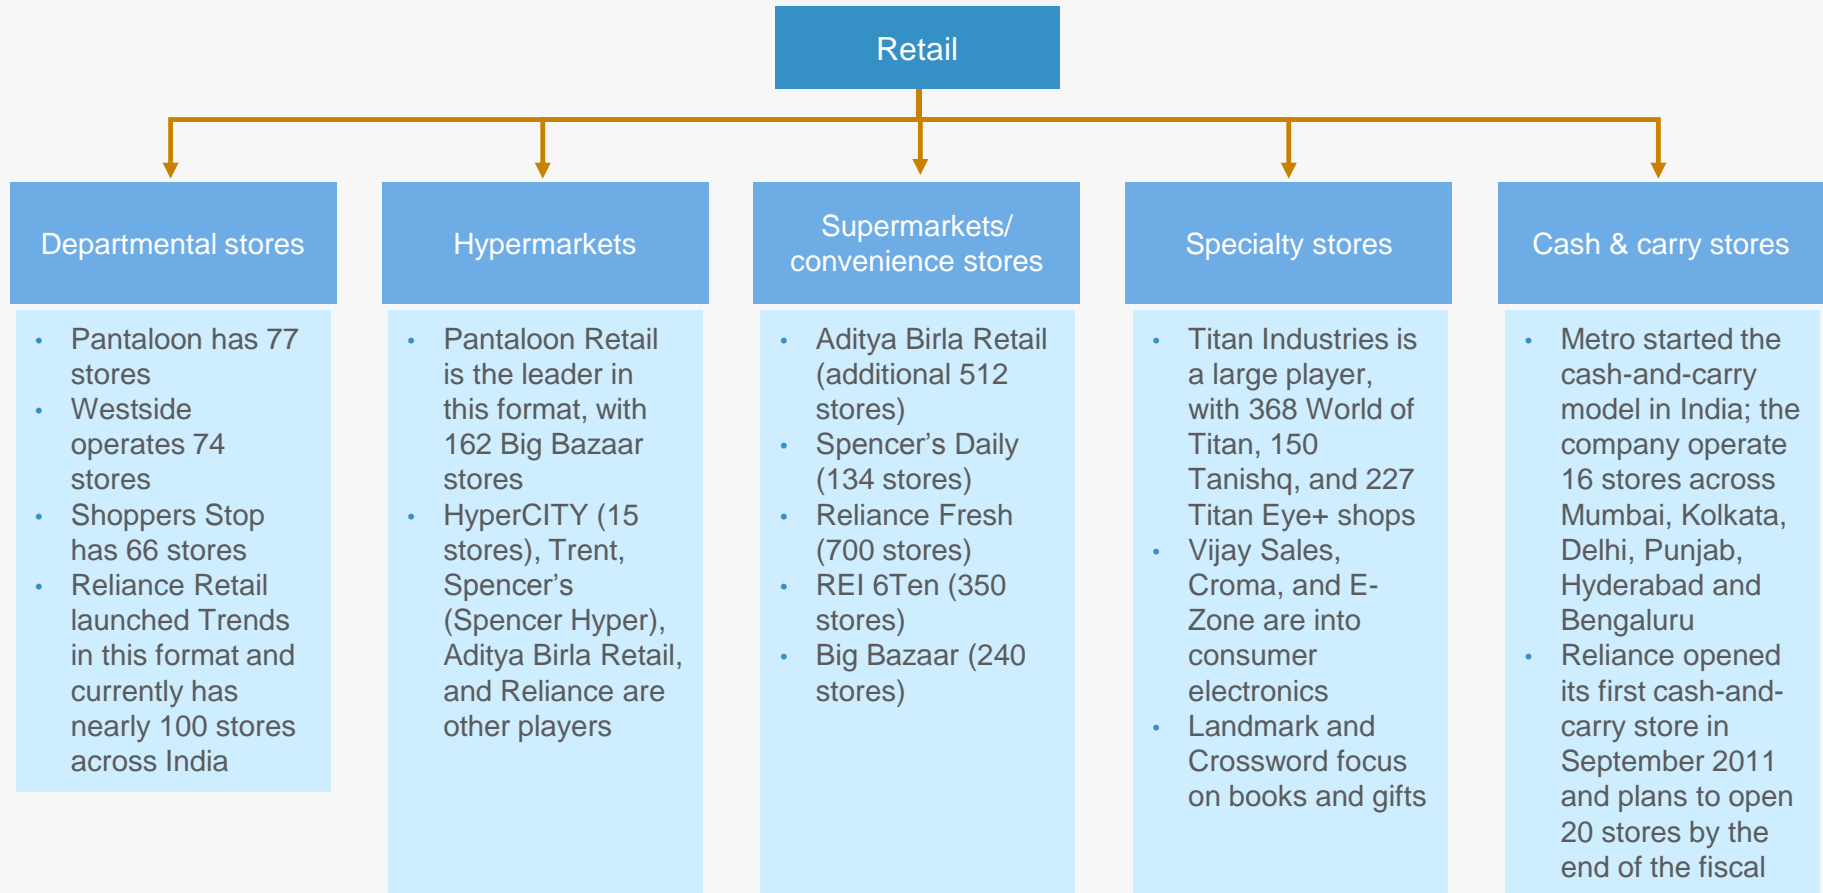 Retail
Departmental stores
• Pantaloon has 77
stores
• Westside
operates 74
stores
• Shoppers Stop
has 66 stores
• Reliance Retail
launched Trends
in this format and
currently has
nearly 100 stores
across India
Hypermarkets
• Pantaloon Retail
is the leader in
this format, with
162 Big Bazaar
stores
• HyperCITY (15
stores), Trent,
Spencer’s
(Spencer Hyper),
Aditya Birla Retail,
and Reliance are
other players
Supermarkets/
convenience stores
• Aditya Birla Retail
(additional 512
stores)
• Spencer’s Daily
(134 stores)
• Reliance Fresh
(700 stores)
• REI 6Ten (350
stores)
• Big Bazaar (240
stores)
Specialty stores
• Titan Industries is
a large player,
with 368 World of
Titan, 150
Tanishq, and 227
Titan Eye+ shops
• Vijay Sales,
Croma, and E-
Zone are into
consumer
electronics
• Landmark and
Crossword focus
on books and gifts
Cash & carry stores
• Metro started the
cash-and-carry
model in India; the
company operate
16 stores across
Mumbai, Kolkata,
Delhi, Punjab,
Hyderabad and
Bengaluru
• Reliance opened
its first cash-and-
carry store in
September 2011
and plans to open
20 stores by the
end of the fiscal